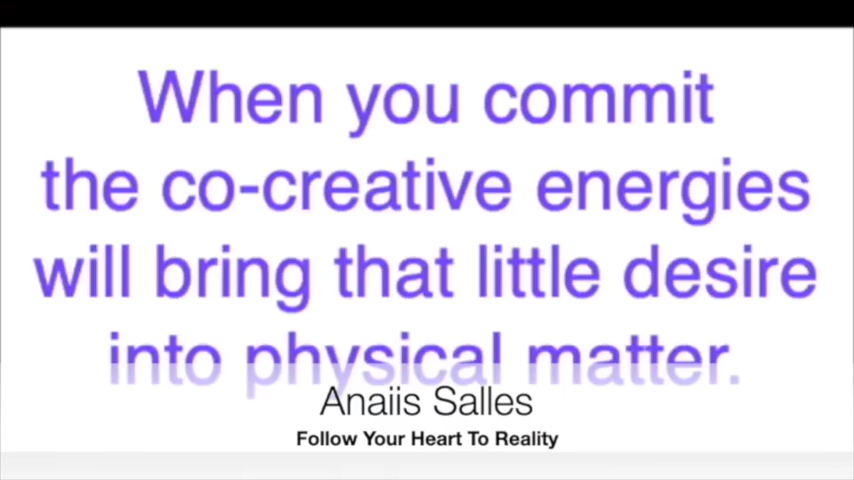 When you commit
the co-creative energies
will bring that little desire
into physical matter.
Anaiis Salles
Follow Your Heart To Reality